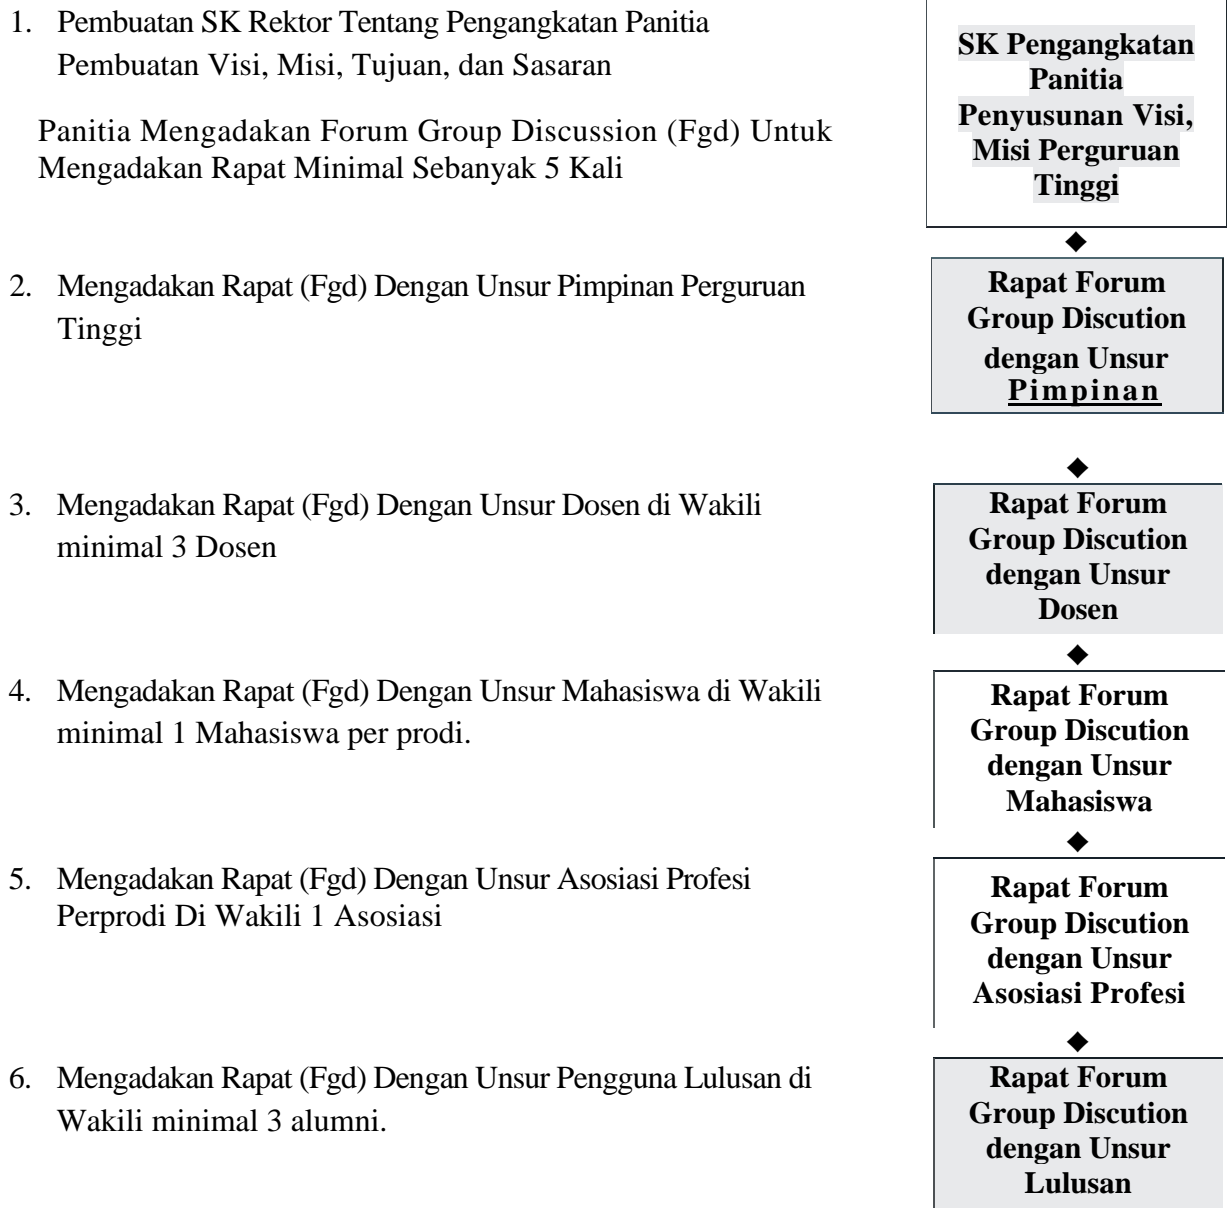 1. Pembuatan SK Rektor Tentang Pengangkatan Panitia
Pembuatan Visi, Misi, Tujuan, dan Sasaran
Panitia Mengadakan Forum Group Discussion (Fgd) Untuk
Mengadakan Rapat Minimal Sebanyak 5 Kali
SK Pengangkatan
Panitia
Penyusunan Visi,
Misi Perguruan
Tinggi
2. Mengadakan Rapat (Fgd) Dengan Unsur Pimpinan Perguruan
Tinggi
Rapat Forum
Group Discution
dengan Unsur
Pimpinan
3. Mengadakan Rapat (Fgd) Dengan Unsur Dosen di Wakili
minimal 3 Dosen
Rapat Forum
Group Discution
dengan Unsur
Dosen
4. Mengadakan Rapat (Fgd) Dengan Unsur Mahasiswa di Wakili
minimal 1 Mahasiswa per prodi.
Rapat Forum
Group Discution
dengan Unsur
Mahasiswa
5. Mengadakan Rapat (Fgd) Dengan Unsur Asosiasi Profesi
Perprodi Di Wakili 1 Asosiasi
Rapat Forum
Group Discution
dengan Unsur
Asosiasi Profesi
6. Mengadakan Rapat (Fgd) Dengan Unsur Pengguna Lulusan di
Wakili minimal 3 alumni.
Rapat Forum
Group Discution
dengan Unsur
Lulusan